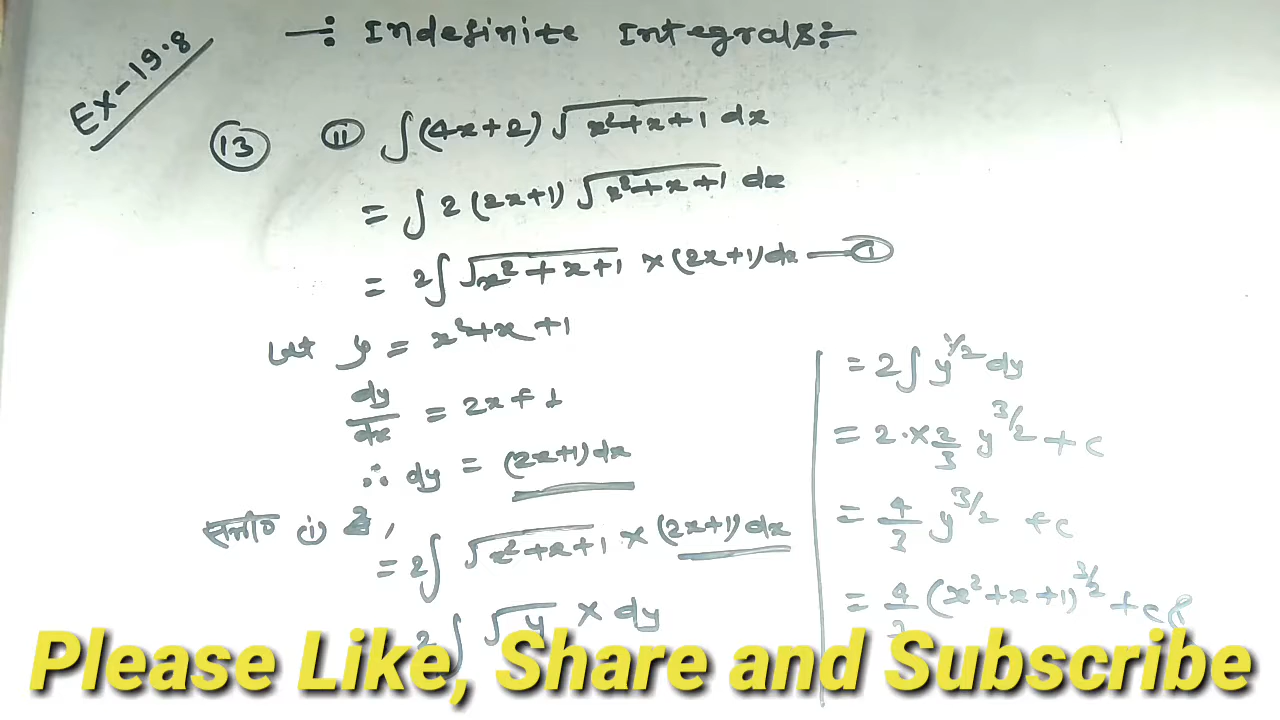 -: Indefinite Integrals:-
Ex-19.8
(13) (ii) ∫(4x+2) √x²+x+1 dx
= ∫ 2 (2x+1) √x²+x+1 dx
= 2∫ √x²+x+1 × (2x+1)dx — (i)
Let y = x²+x+1
dy/dx = 2x+1
∴ dy = (2x+1)dx
(i) से,
= 2∫ √x²+x+1 × (2x+1)dx
2∫ √y × dy
= 2∫ y^1/2 dy
= 2·× 2/3 y^3/2 + c
= 4/3 y^3/2 + c
= 4/3 (x²+x+1)^3/2 + c
Please Like, Share and Subscribe